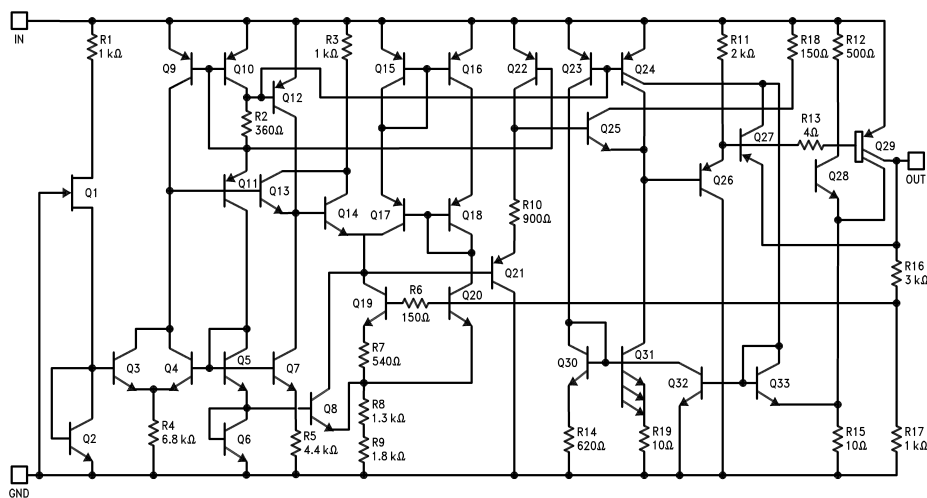 IN
R1
1 kΩ
Q9
Q10
R2
360Ω
Q12
R3
1 kΩ
Q15
Q16
Q22
Q23
Q24
R11
2 kΩ
R18
150Ω
R12
500Ω
Q25
Q27
R13
4Ω
Q29
OUT
Q1
Q11
Q13
Q14
Q17
Q18
R10
900Ω
Q26
Q28
Q21
R16
3 kΩ
Q19
R6
150Ω
Q20
R7
540Ω
Q3
Q4
Q5
Q7
Q8
Q30
Q31
Q32
Q33
R8
1.3 kΩ
R9
1.8 kΩ
Q2
R4
6.8 kΩ
Q6
R5
4.4 kΩ
R14
620Ω
R19
10Ω
R15
10Ω
R17
1 kΩ
GND